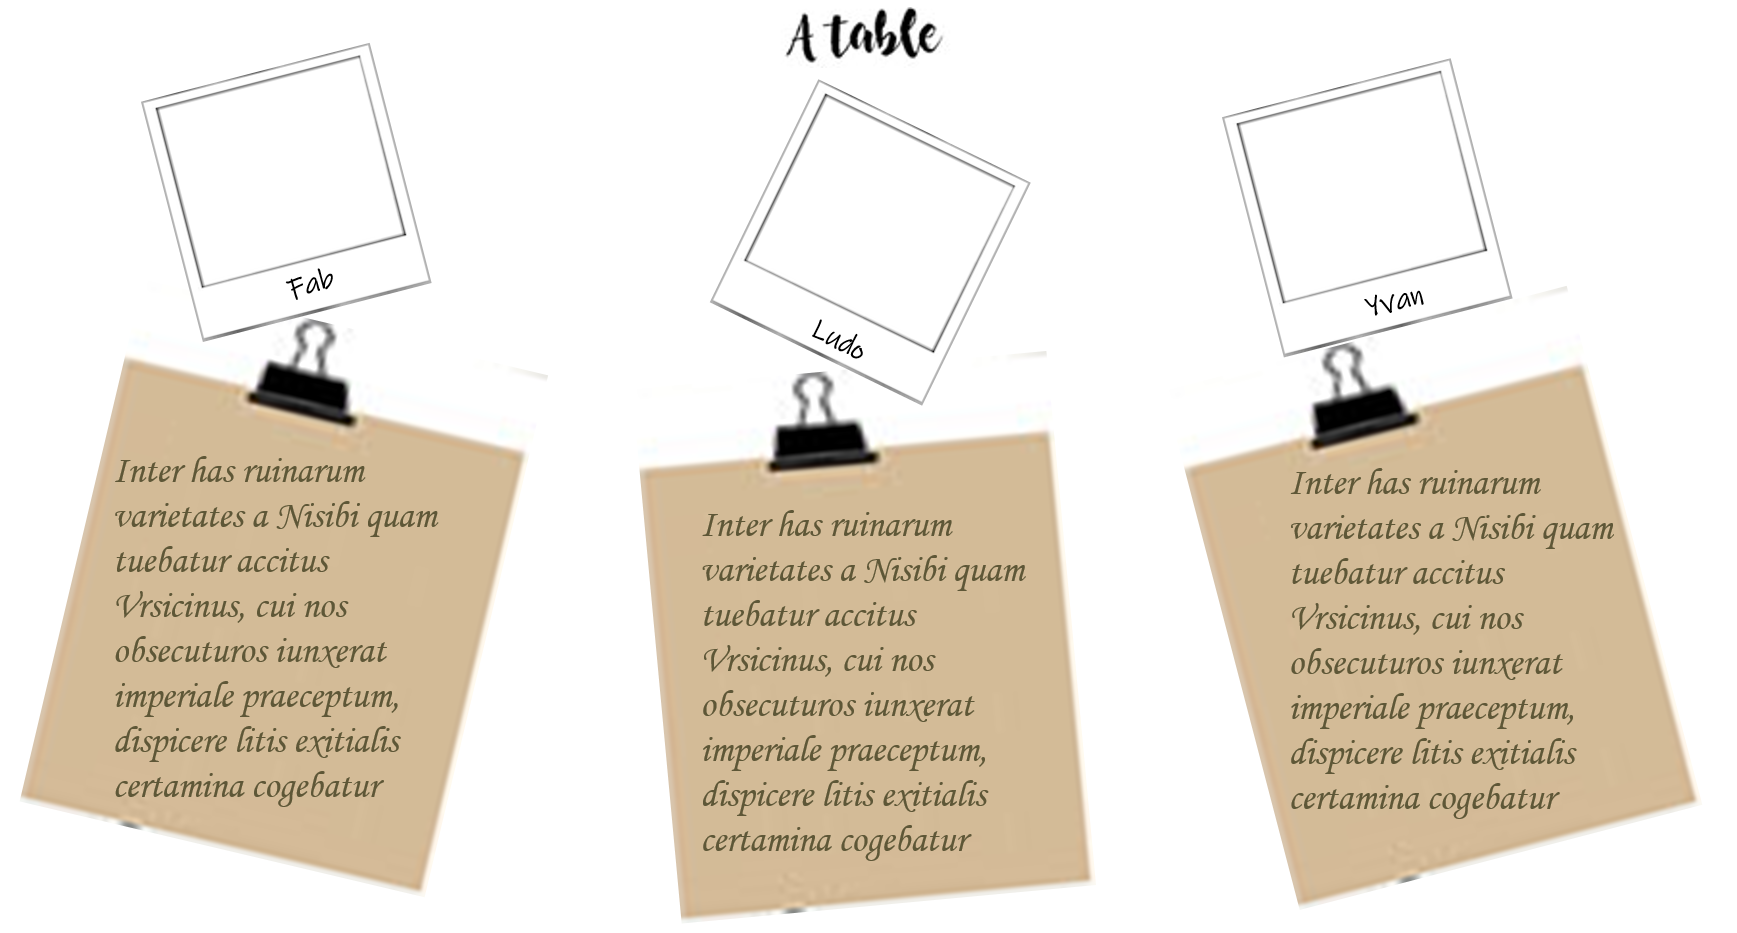 A table
Fab
Inter has ruinarum
varietates a Nisibi quam
tuebatur accitus
Vrsicinus, cui nos
obsecuturos iunxerat
imperiale praeceptum,
dispicere litis exitialis
certamina cogebatur
Ludo
Inter has ruinarum
varietates a Nisibi quam
tuebatur accitus
Vrsicinus, cui nos
obsecuturos iunxerat
imperiale praeceptum,
dispicere litis exitialis
certamina cogebatur
Yvan
Inter has ruinarum
varietates a Nisibi quam
tuebatur accitus
Vrsicinus, cui nos
obsecuturos iunxerat
imperiale praeceptum,
dispicere litis exitialis
certamina cogebatur